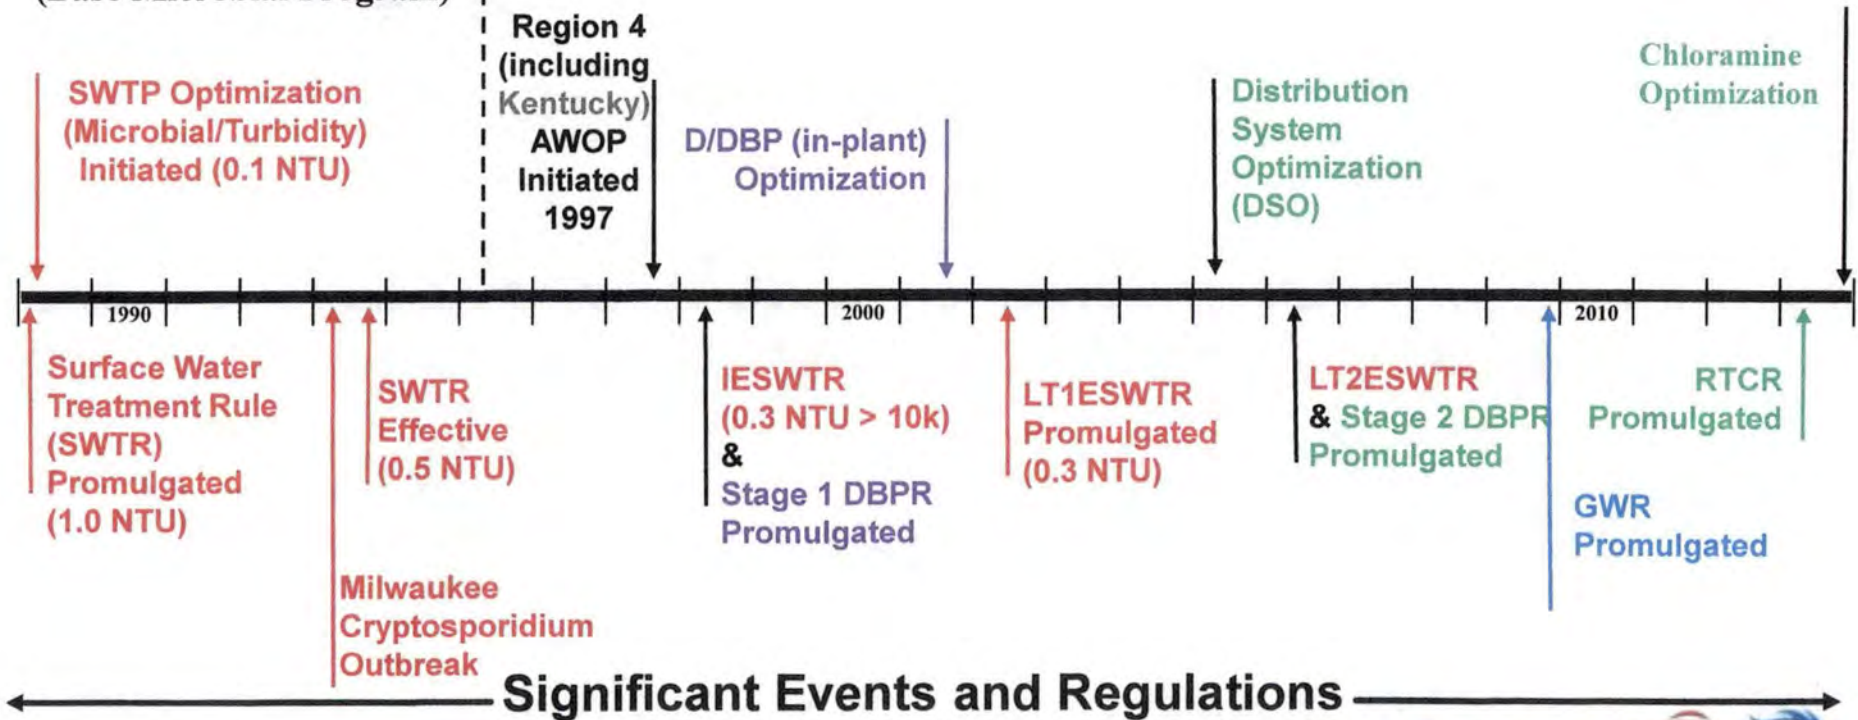 Region 4
(including
Kentucky)
AWOP
Initiated
1997
SWTP Optimization
(Microbial/Turbidity)
Initiated (0.1 NTU)
D/DBP (in-plant)
Optimization
Distribution
System
Optimization
(DSO)
Chloramine
Optimization
1990
2000
2010
Surface Water
Treatment Rule
(SWTR)
Promulgated
(1.0 NTU)
SWTR
Effective
(0.5 NTU)
Milwaukee
Cryptosporidium
Outbreak
IESWTR
(0.3 NTU > 10k)
&
Stage 1 DBPR
Promulgated
LT1ESWTR
Promulgated
(0.3 NTU)
LT2ESWTR
& Stage 2 DBPR
Promulgated
GWR
Promulgated
RTCR
Promulgated
Significant Events and Regulations